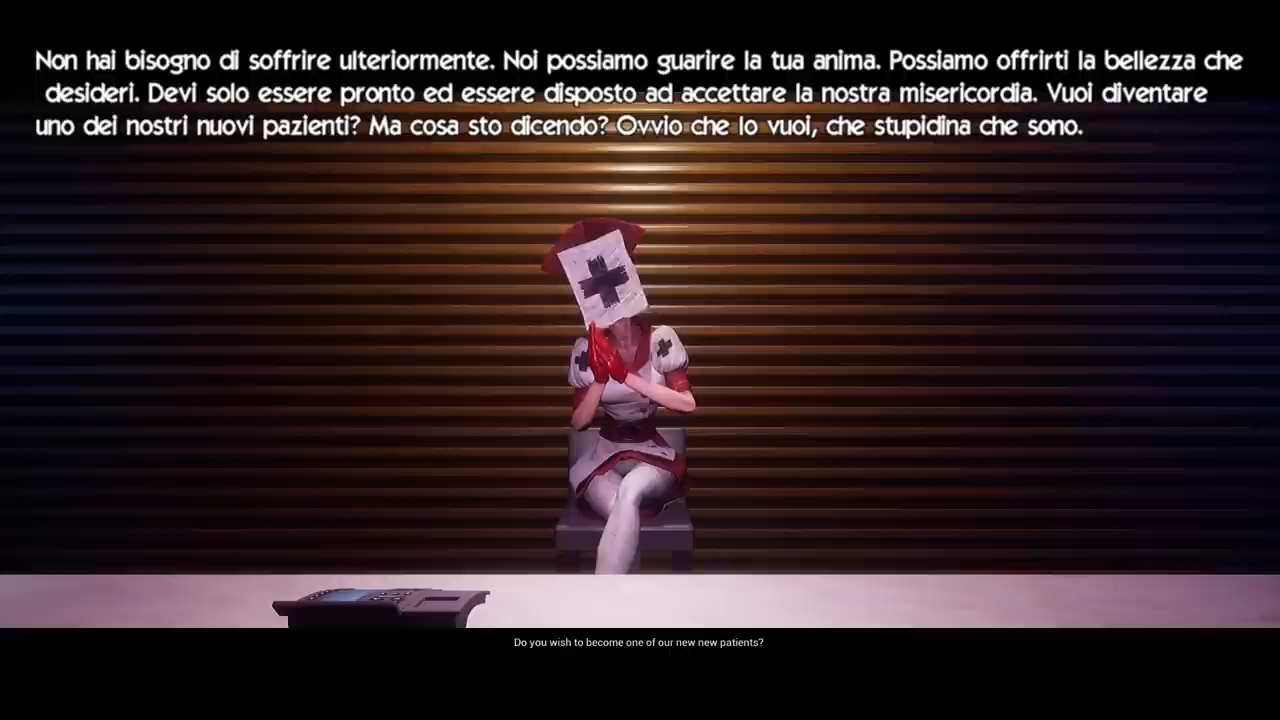 Non hai bisogno di soffrire ulteriormente. Noi possiamo guarire la tua anima. Possiamo offrirti la bellezza che
desideri. Devi solo essere pronto ed essere disposto ad accettare la nostra misericordia. Vuoi diventare
uno dei nostri nuovi pazienti? Ma cosa sto dicendo? Ovvio che lo vuoi, che stupidina che sono.
Do you wish to become one of our new new patients?